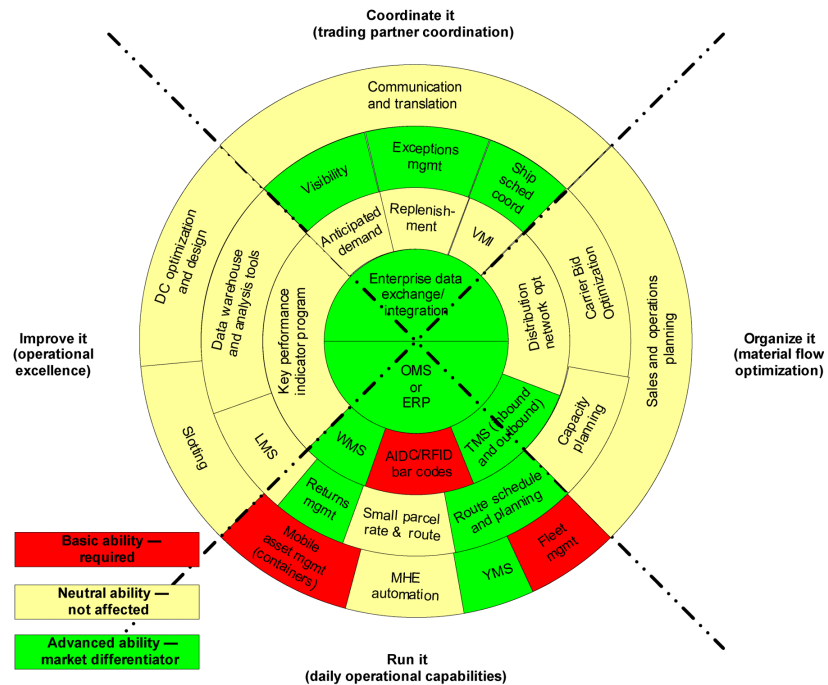 Coordinate it
(trading partner coordination)
Communication
and translation
Visibility
Exceptions
mgmt
Ship
sched
coord
Anticipated
demand
Replenish-
ment
VMI
Enterprise data
exchange/
integration
OMS
or
ERP
Improve it
(operational
excellence)
DC optimization
and design
Data warehouse
and analysis tools
Key performance
indicator program
Slotting
LMS
Organize it
(material flow
optimization)
Distribution
network opt
Carrier Bid
Optimization
Sales and operations
planning
Capacity
planning
WMS
AIDC/RFID
bar codes
TMS (inbound
and outbound)
Returns
mgmt
Small parcel
rate & route
Route schedule
and planning
Mobile
asset mgmt
(containers)
MHE
automation
YMS
Fleet
mgmt
Basic ability —
required
Neutral ability —
not affected
Advanced ability —
market differentiator
Run it
(daily operational capabilities)